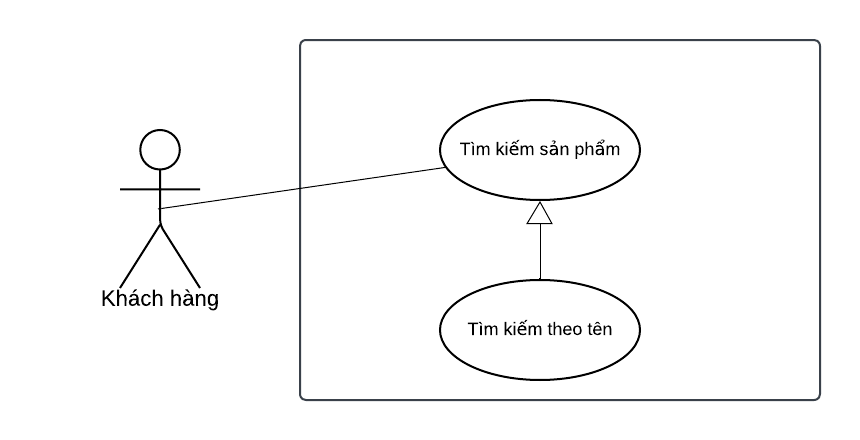 Tìm kiếm sản phẩm
Khách hàng
Tìm kiếm theo tên